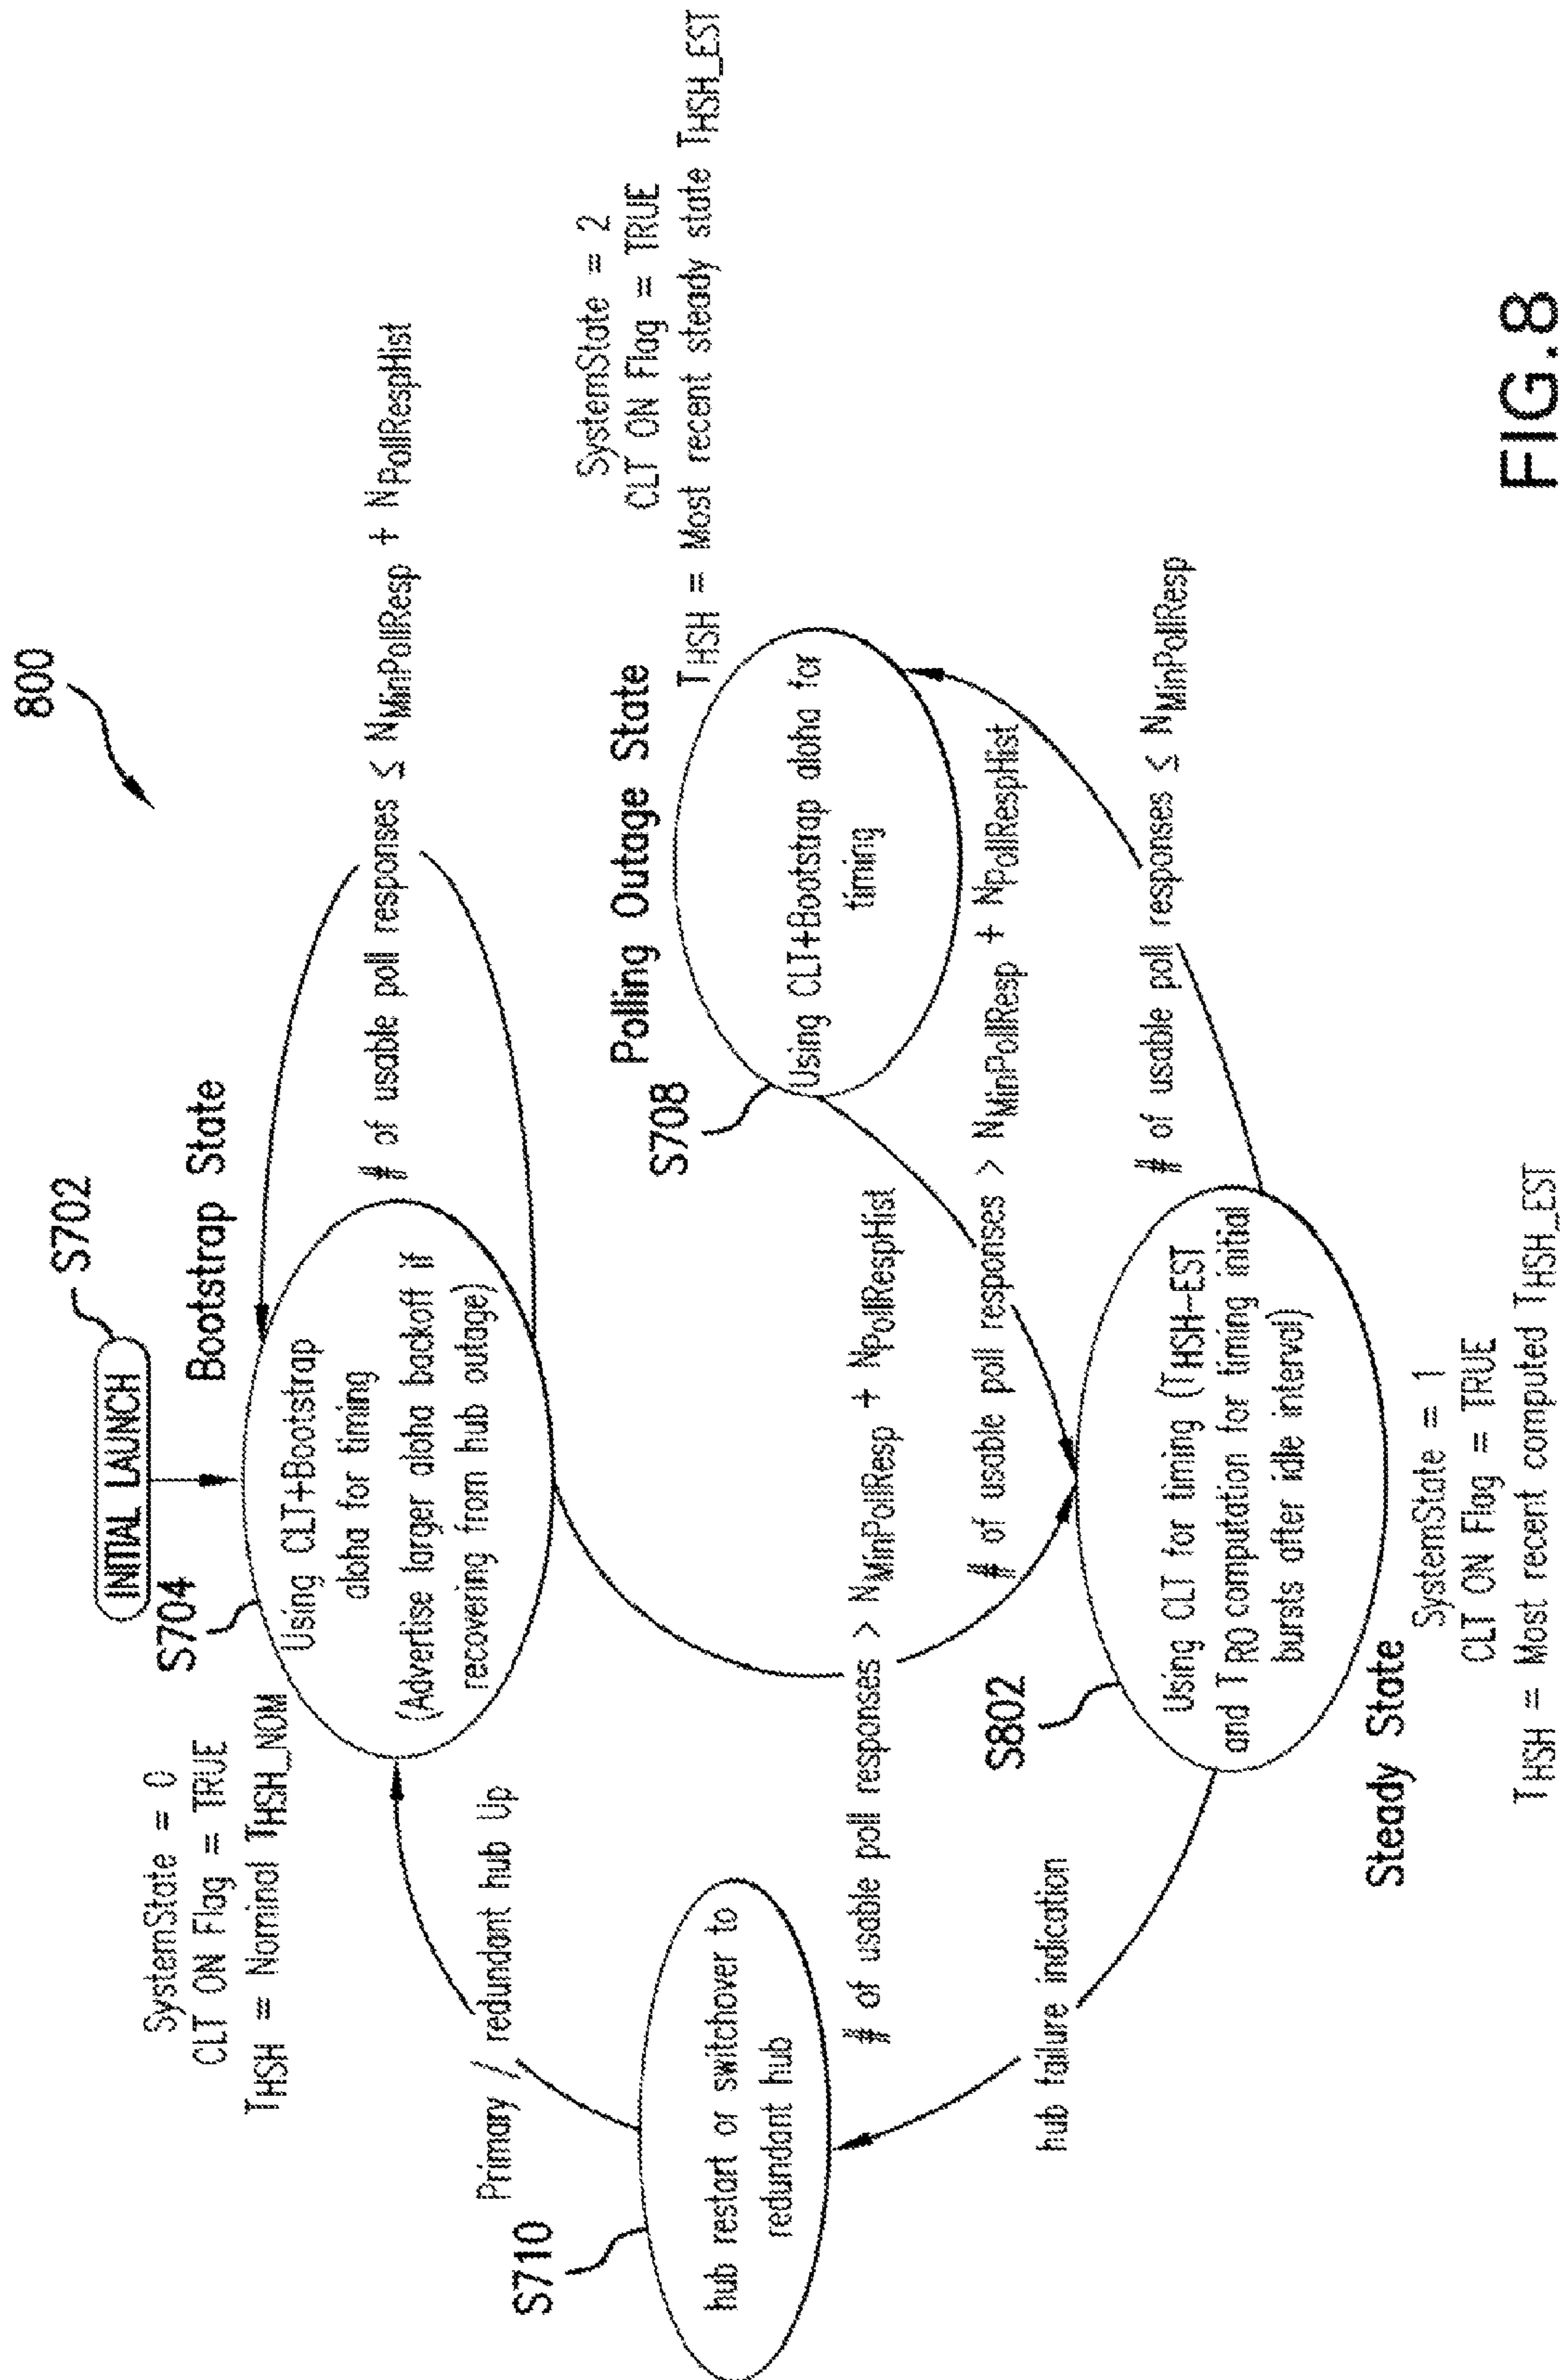 800
INITIAL LAUNCH
S702
S704
Bootstrap State
SystemState = 0
CLT ON Flag = TRUE
THSH = Nominal THSH_NOM
Using CLT+Bootstrap
aloha for timing
(Advertise larger aloha backoff if
recovering from hub outage)
# of usable poll responses ≤ NMinPollResp + NPollRespHist
Primary / redundant hub Up
S710
hub restart or switchover to
redundant hub
# of usable poll responses > NMinPollResp + NPollRespHist
hub failure indication
Polling Outage State
S708
SystemState = 2
CLT ON Flag = TRUE
THSH = Most recent steady state THSH_EST
Using CLT+Bootstrap aloha for
timing
# of usable poll responses > NMinPollResp + NPollRespHist
# of usable poll responses ≤ NMinPollResp
S802
Using CLT for timing (THSH-EST
and TRO computation for timing initial
bursts after idle interval)
Steady State
SystemState = 1
CLT ON Flag = TRUE
THSH = Most recent computed THSH_EST
FIG.8